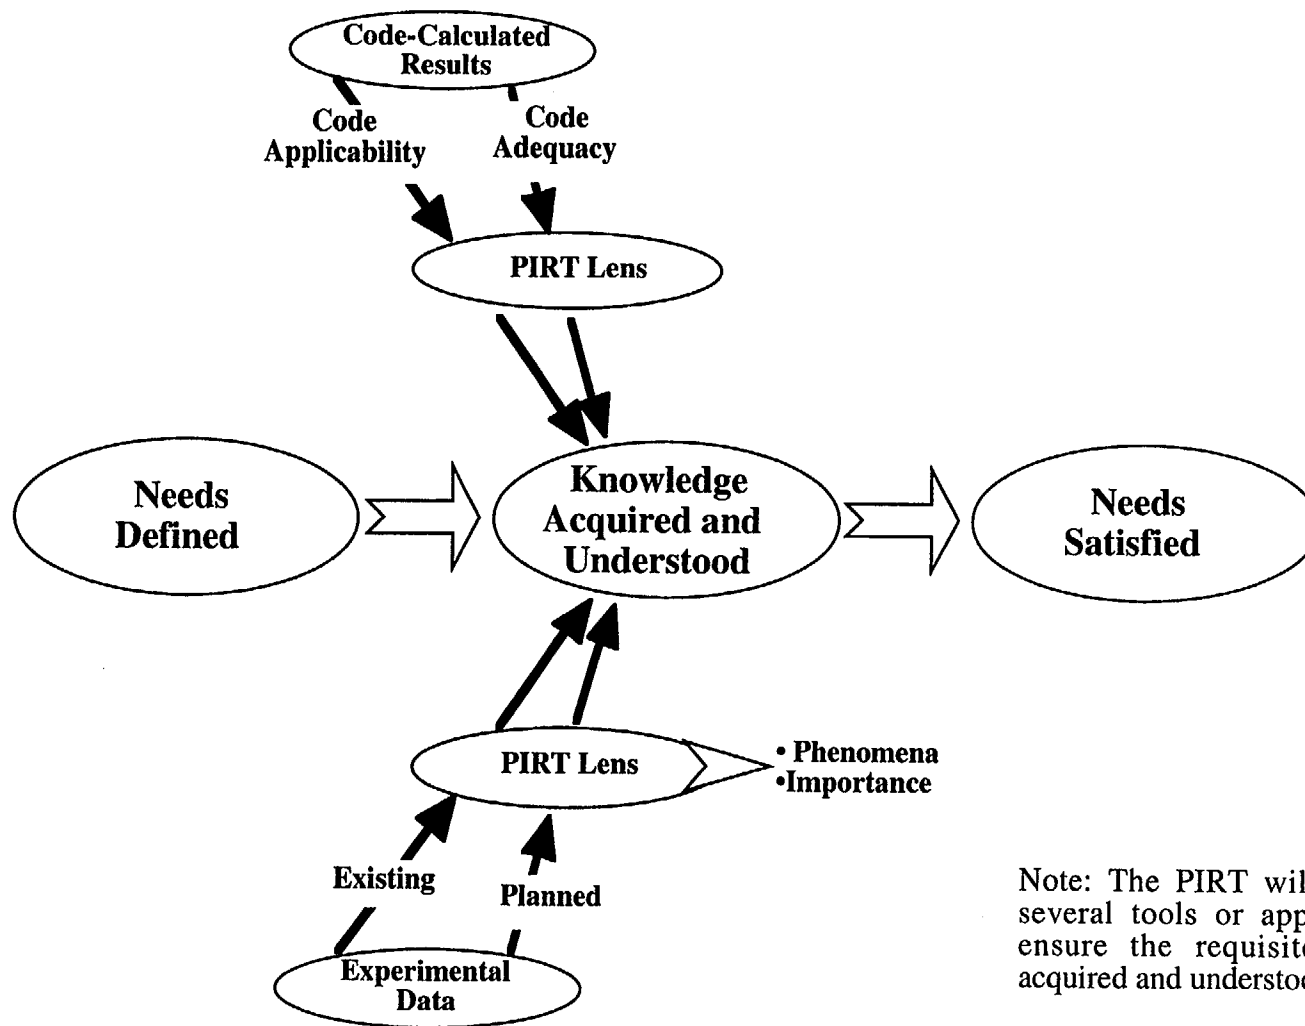 Code-Calculated
Results
Code
Applicability
Code
Adequacy
PIRT Lens
Needs
Defined
Knowledge
Acquired and
Understood
Needs
Satisfied
PIRT Lens
• Phenomena
•Importance
Existing
Planned
Experimental
Data
Note: The PIRT wil
several tools or app
ensure the requisite
acquired and understoo